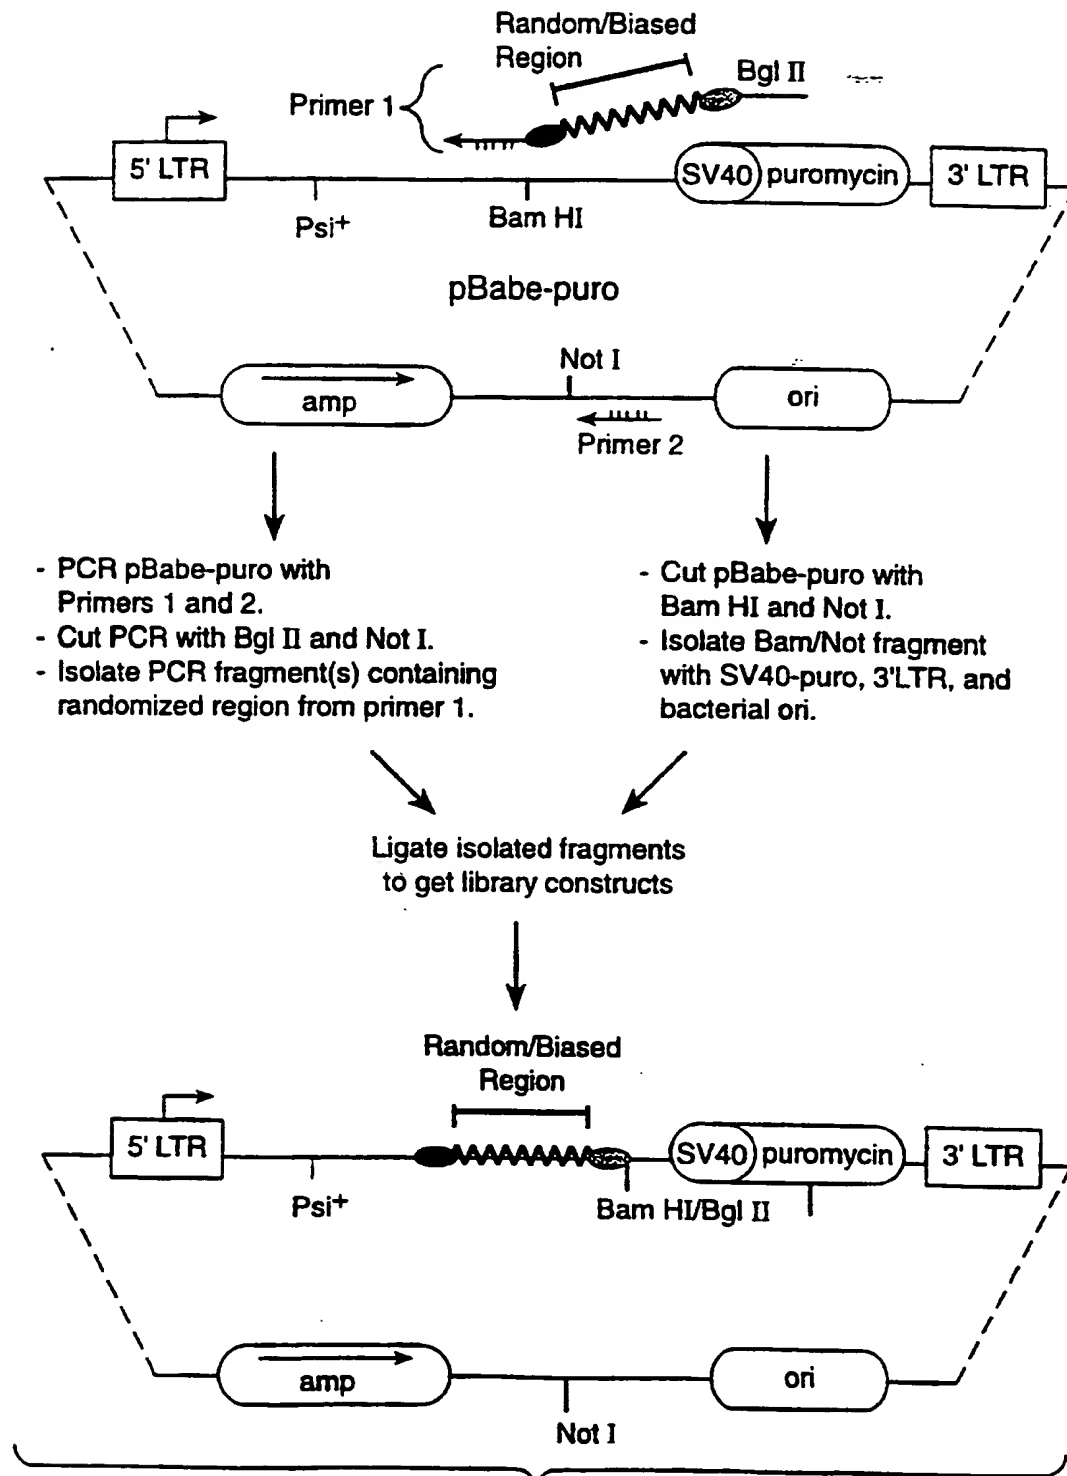 Random/Biased
Region
Bgl II
Primer 1
5' LTR
SV40
puromycin
3' LTR
Psi+
Bam HI
pBabe-puro
Not I
amp
ori
Primer 2
- PCR pBabe-puro with
Primers 1 and 2.
- Cut PCR with Bgl II and Not I.
- Isolate PCR fragment(s) containing
randomized region from primer 1.
- Cut pBabe-puro with
Bam HI and Not I.
- Isolate Bam/Not fragment
with SV40-puro, 3'LTR, and
bacterial ori.
Ligate isolated fragments
to get library constructs
Random/Biased
Region
5' LTR
SV40
puromycin
3' LTR
Psi+
Bam HI/Bgl II
amp
ori
Not I